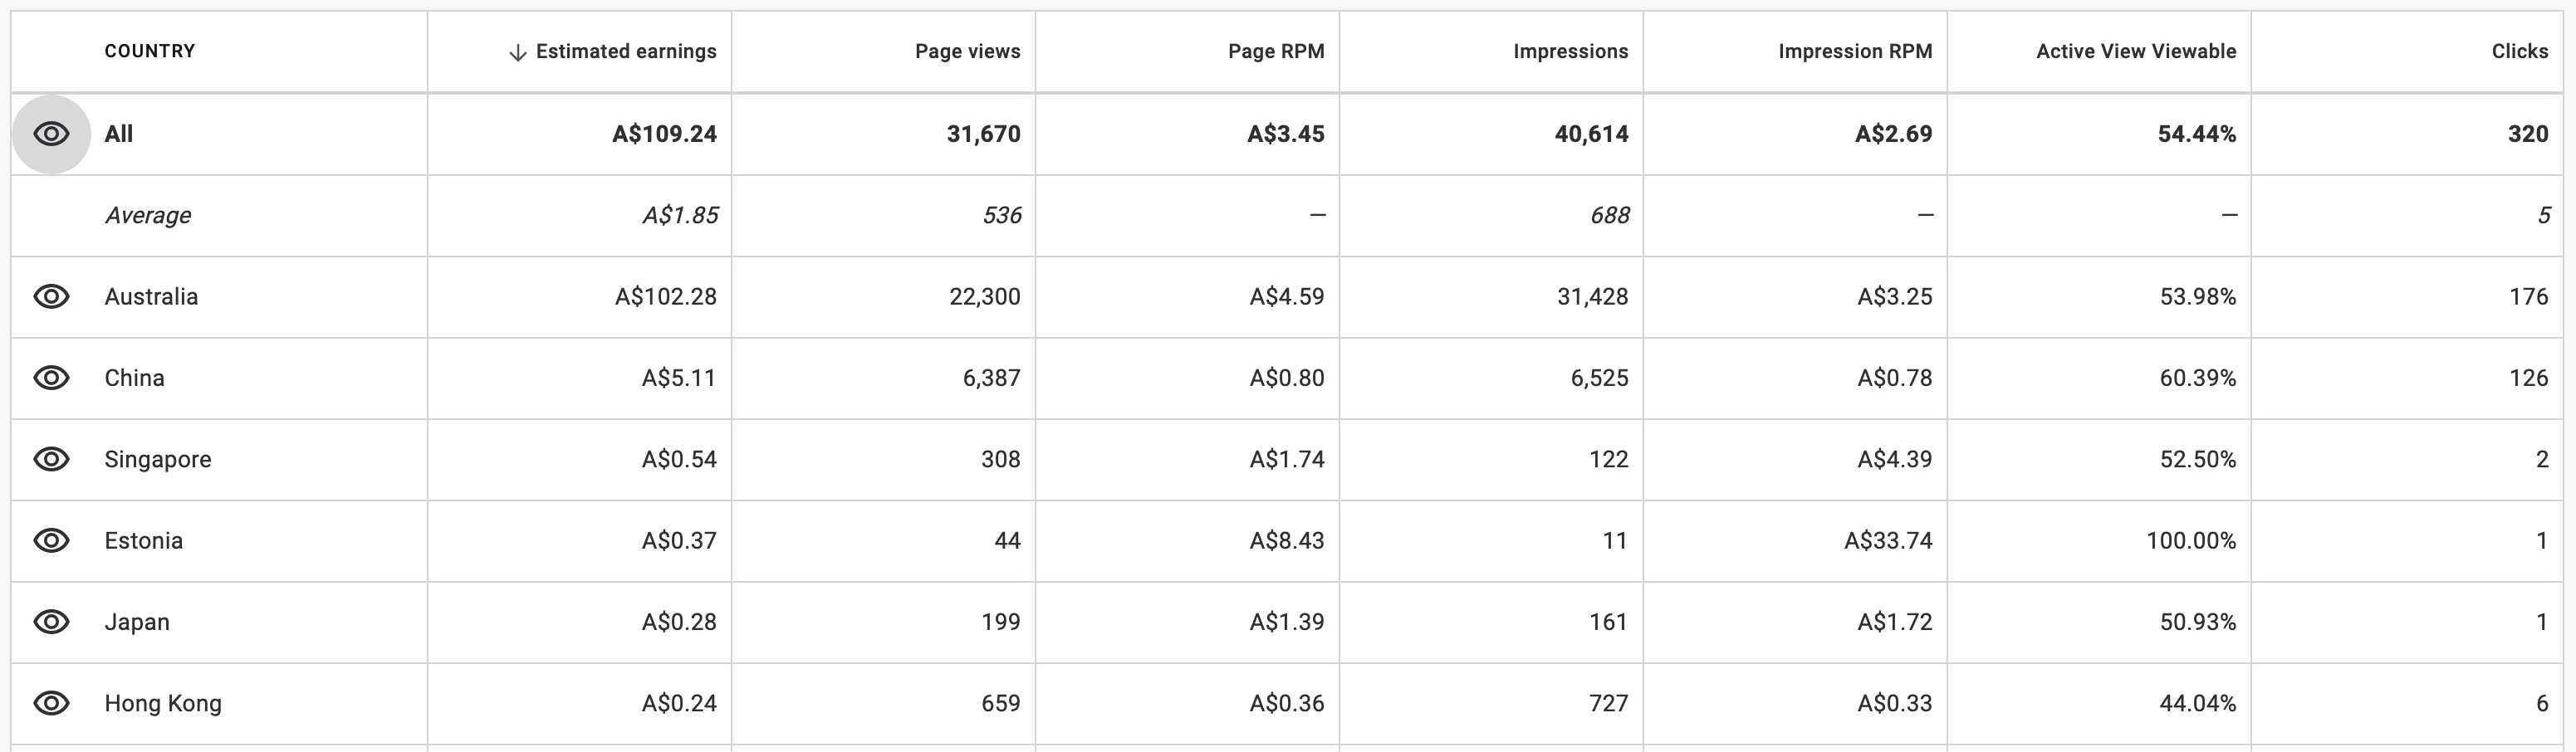 COUNTRY Estimated earnings Page views Page RPM Impressions Impression RPM Active View Viewable Clicks
All A$109.24 31,670 A$3.45 40,614 A$2.69 54.44% 320
Average A$1.85 536 — 688 — — 5
Australia A$102.28 22,300 A$4.59 31,428 A$3.25 53.98% 176
China A$5.11 6,387 A$0.80 6,525 A$0.78 60.39% 126
Singapore A$0.54 308 A$1.74 122 A$4.39 52.50% 2
Estonia A$0.37 44 A$8.43 11 A$33.74 100.00% 1
Japan A$0.28 199 A$1.39 161 A$1.72 50.93% 1
Hong Kong A$0.24 659 A$0.36 727 A$0.33 44.04% 6